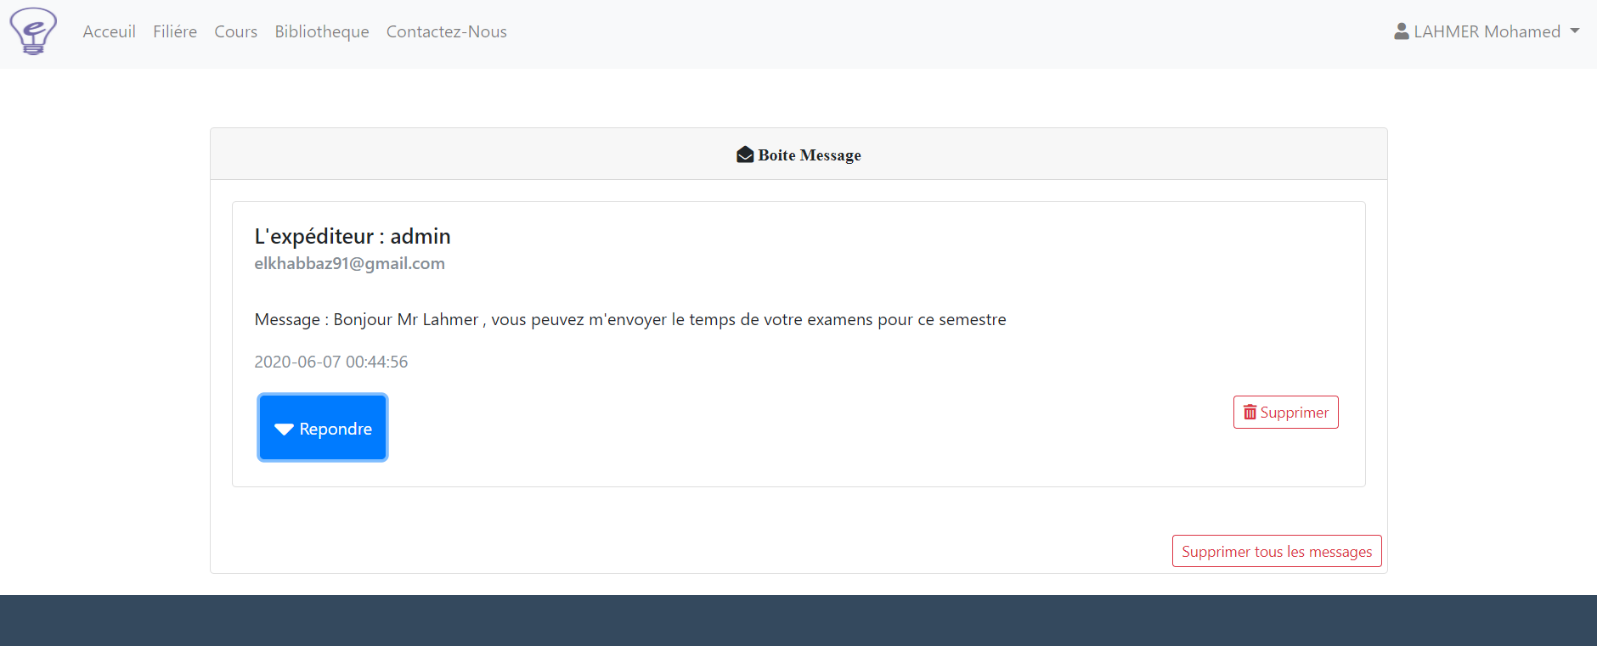 Acceuil Filiére Cours Bibliotheque Contactez-Nous LAHMER Mohamed
Boite Message
L'expéditeur : admin
elkhabbaz91@gmail.com
Message : Bonjour Mr Lahmer , vous peuvez m'envoyer le temps de votre examens pour ce semestre
2020-06-07 00:44:56
Repondre Supprimer
Supprimer tous les messages